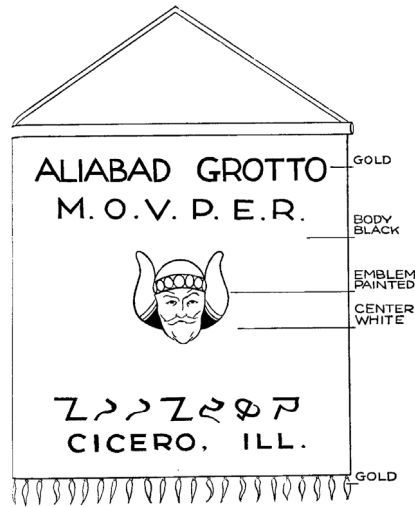 ALIABAD GROTTO
M. O. V. P. E. R.
CICERO, ILL.
GOLD
BODY
BLACK
EMBLEM
PAINTED
CENTER
WHITE
GOLD